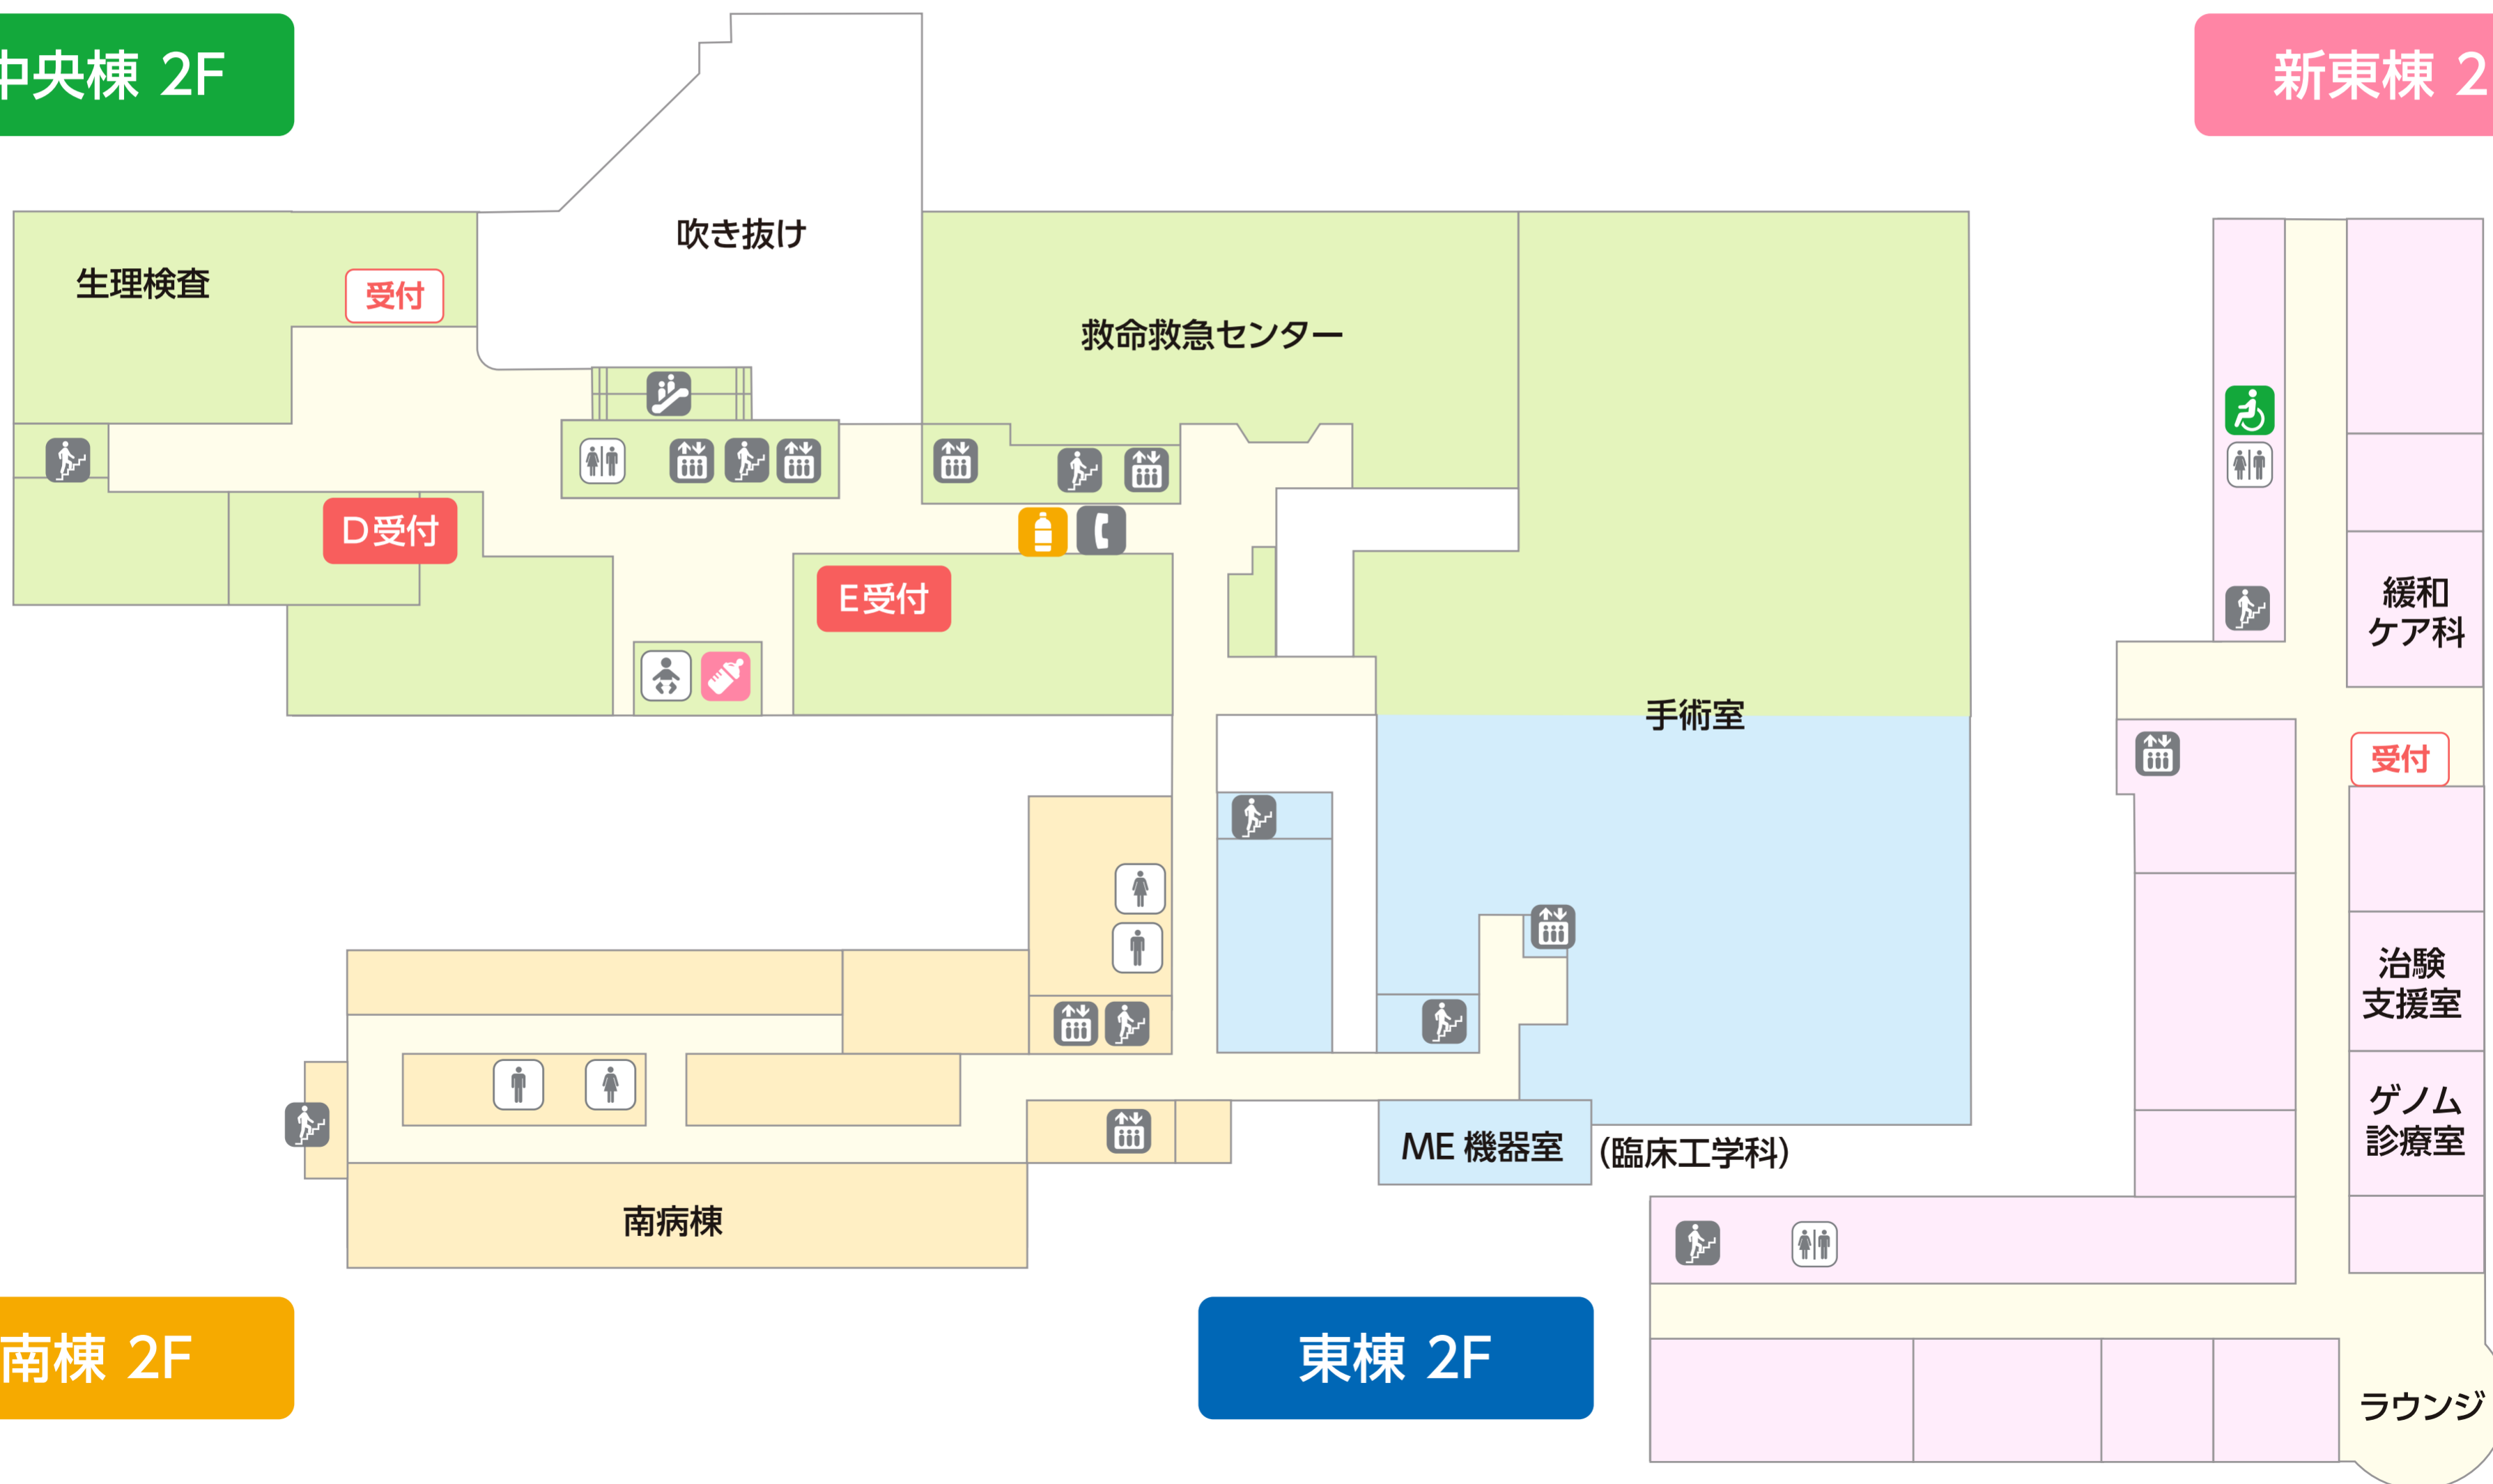 中央棟 2F
新東棟 2
吹き抜け
生理検査
受付
救命救急センター
D受付
E受付
緩和
ケア科
手術室
受付
治験
支援室
ゲノム
診療室
ME 機器室 (臨床工学科)
南病棟
南棟 2F
東棟 2F
ラウンジ